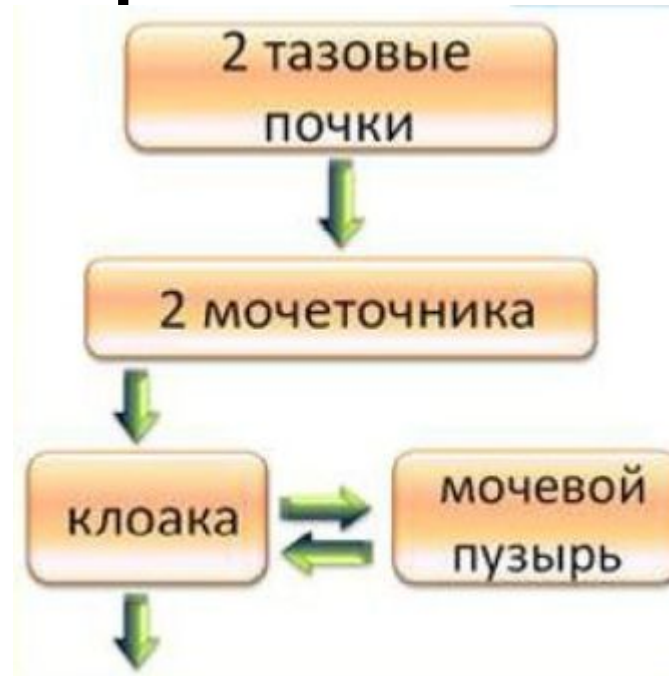 2 тазовые
почки
2 мочеточника
клоака
мочевой
пузырь